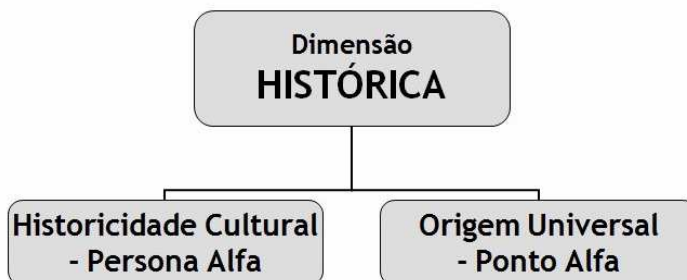 Dimensão
HISTÓRICA
Historicidade Cultural
- Persona Alfa
Origem Universal
- Ponto Alfa